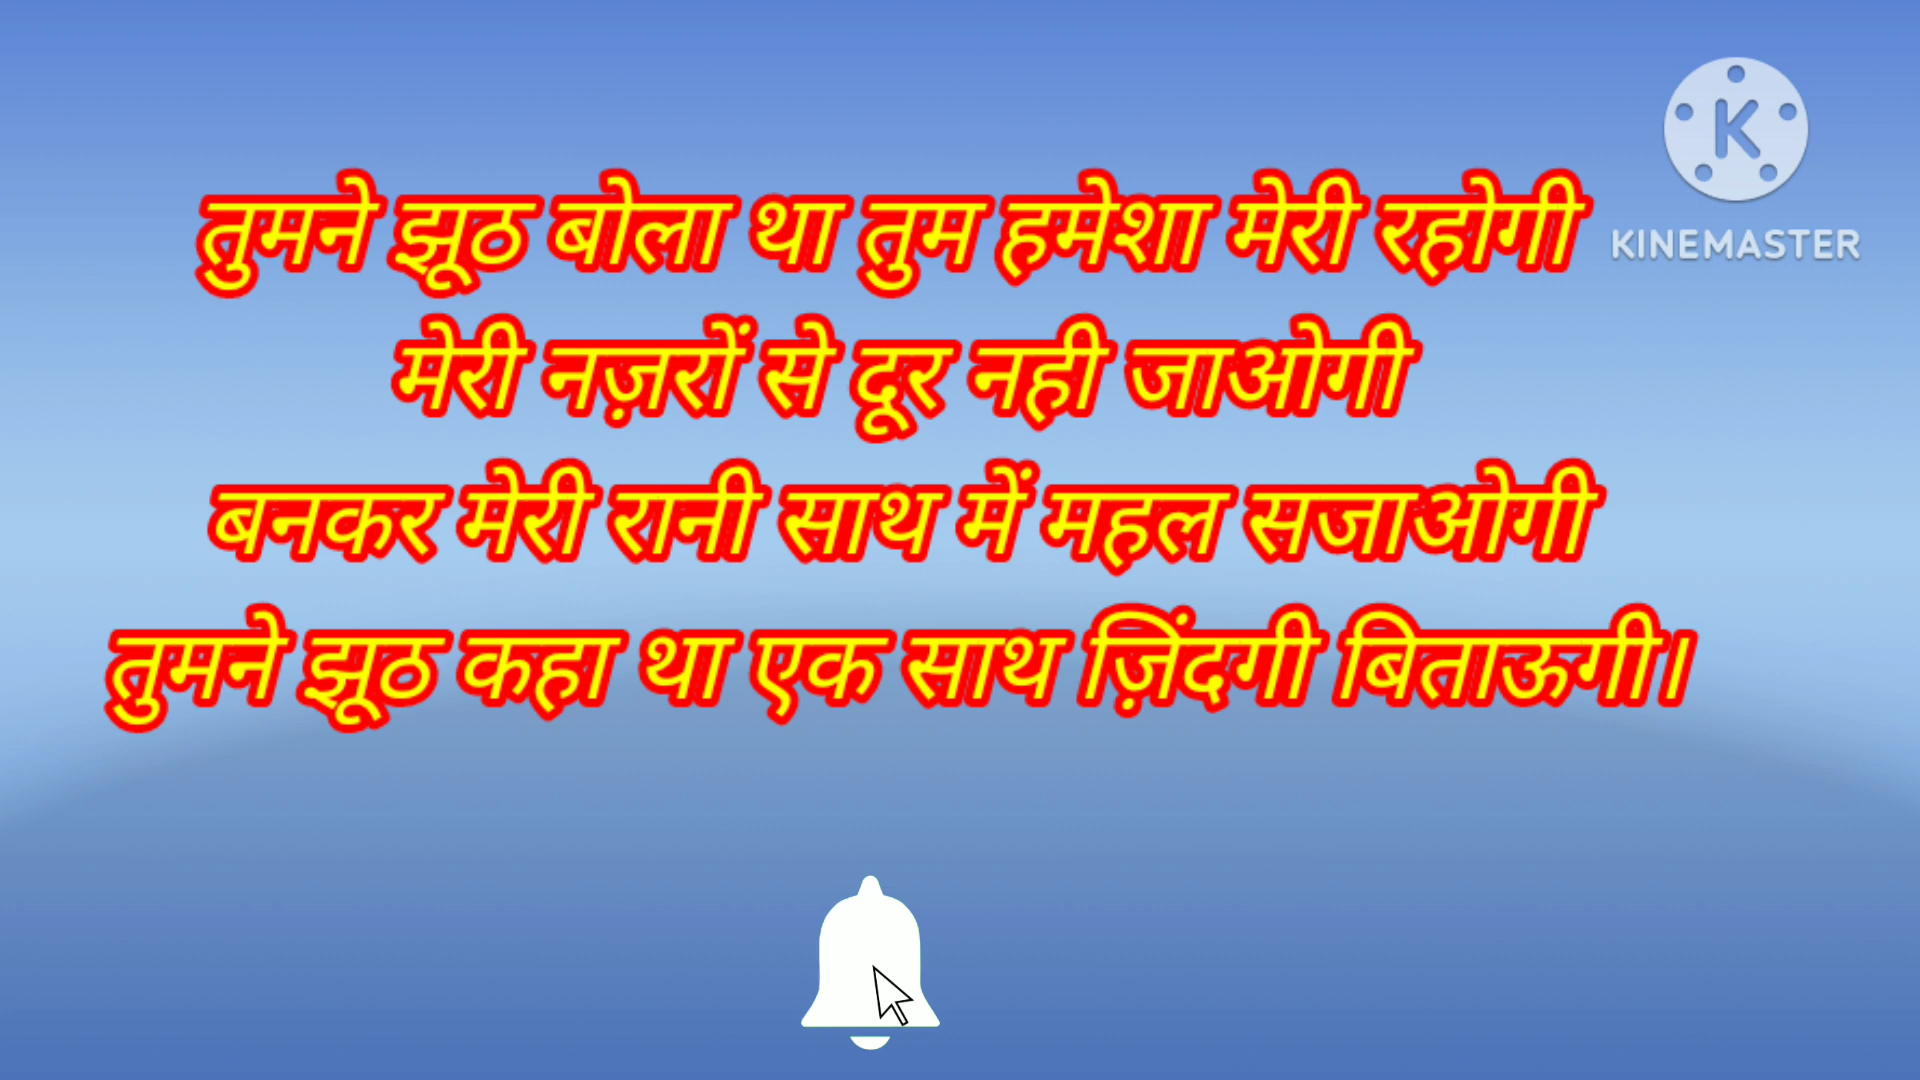 तुमने झूठ बोला था तुम हमेशा मेरी रहोगी
मेरी नज़रों से दूर नही जाओगी
बनकर मेरी रानी साथ में महल सजाओगी
तुमने झूठ कहा था एक साथ ज़िंदगी बिताऊगी।
K
KINEMASTER